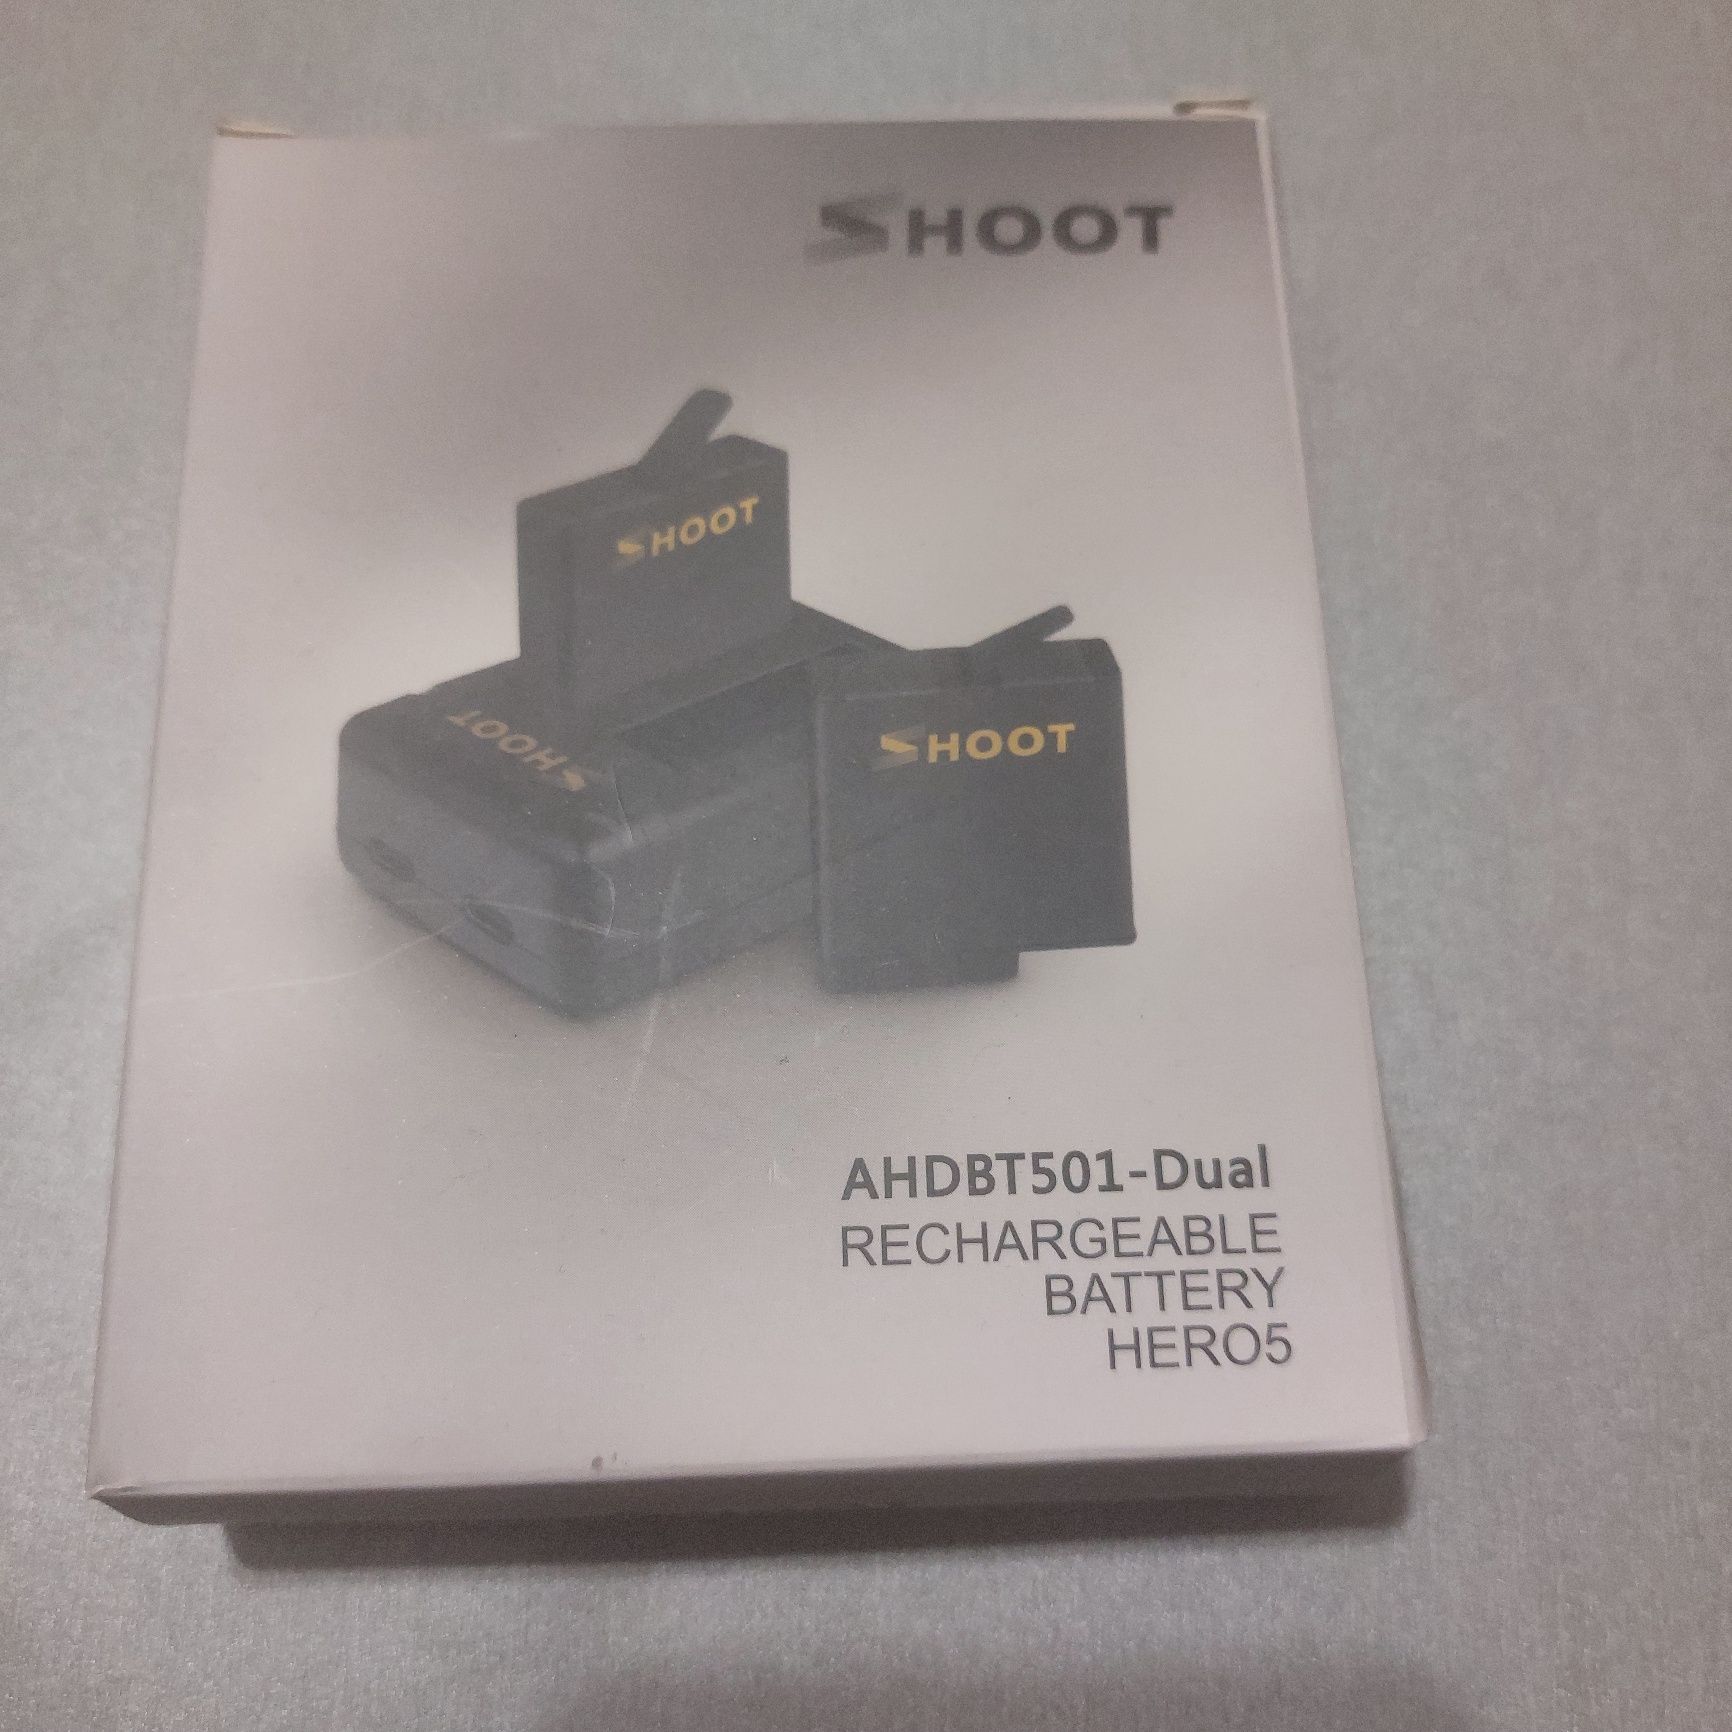 SHOOT
SHOOT
SHOOT
SHOOT
AHDBT501-Dual
RECHARGEABLE
BATTERY
HERO5